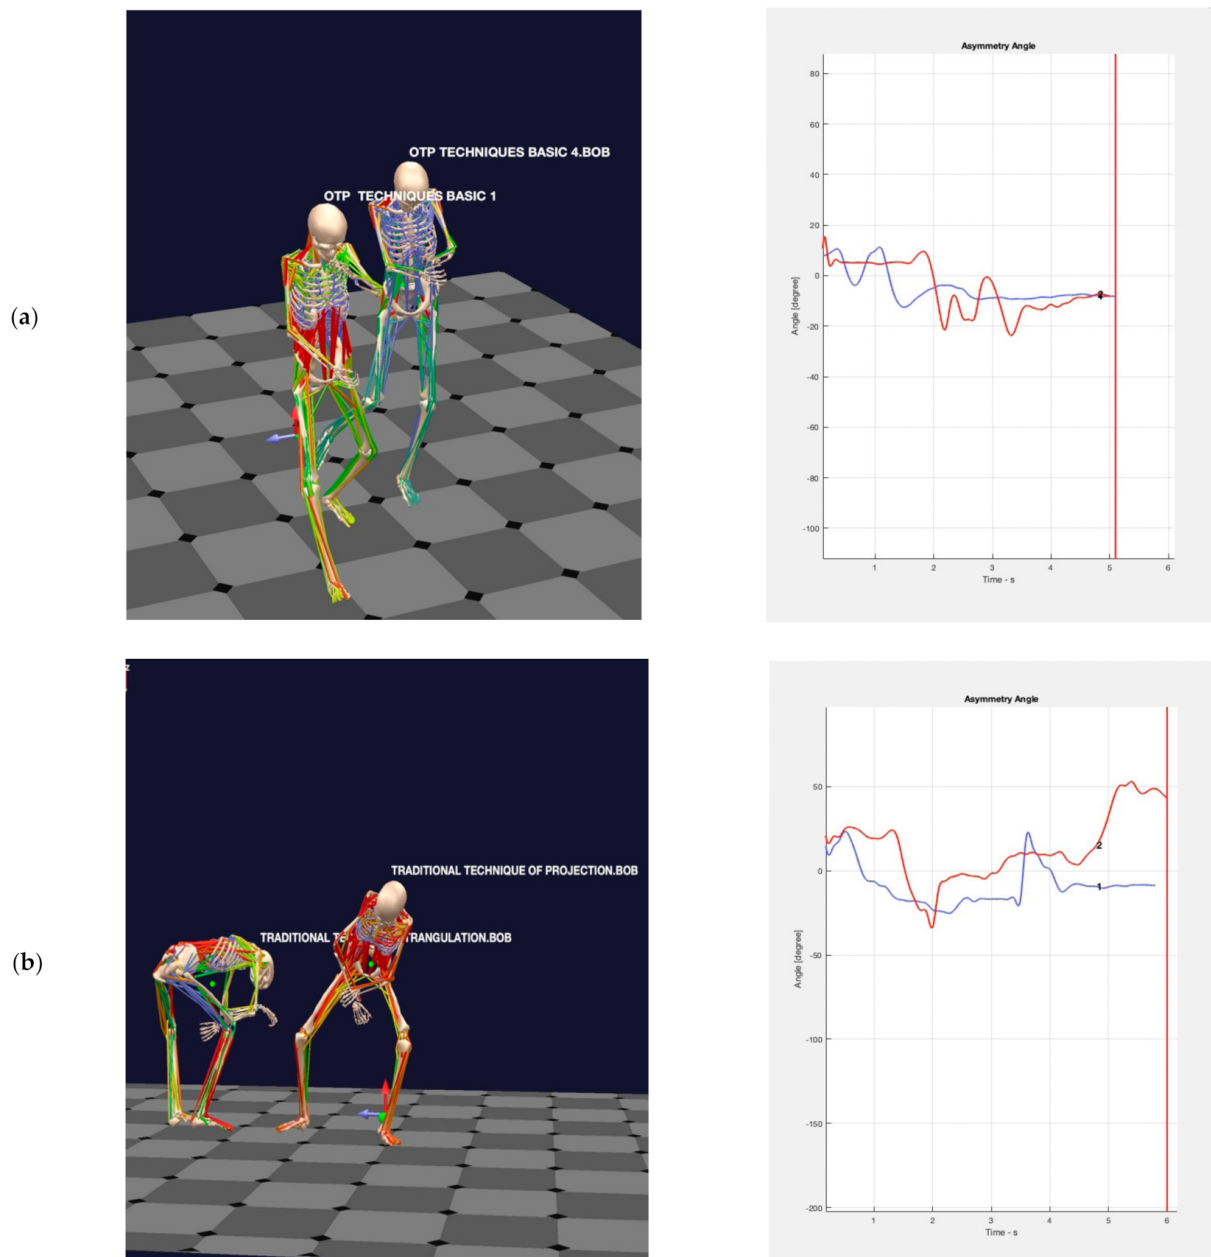 (a)
OTP TECHNIQUES BASIC 4.BOB
OTP TECHNIQUES BASIC 1
Asymmetry Angle
80
60
40
20
0
-20
-40
-60
-80
-100
Angle [degree]
1 2 3 4 5 6
Time - s
(b)
z
TRADITIONAL TECHNIQUE OF PROJECTION.BOB
TRADITIONAL TE TRANGULATION.BOB
Asymmetry Angle
50
0
-50
-100
-150
-200
Angle [degree]
2
1
1 2 3 4 5 6
Time - s